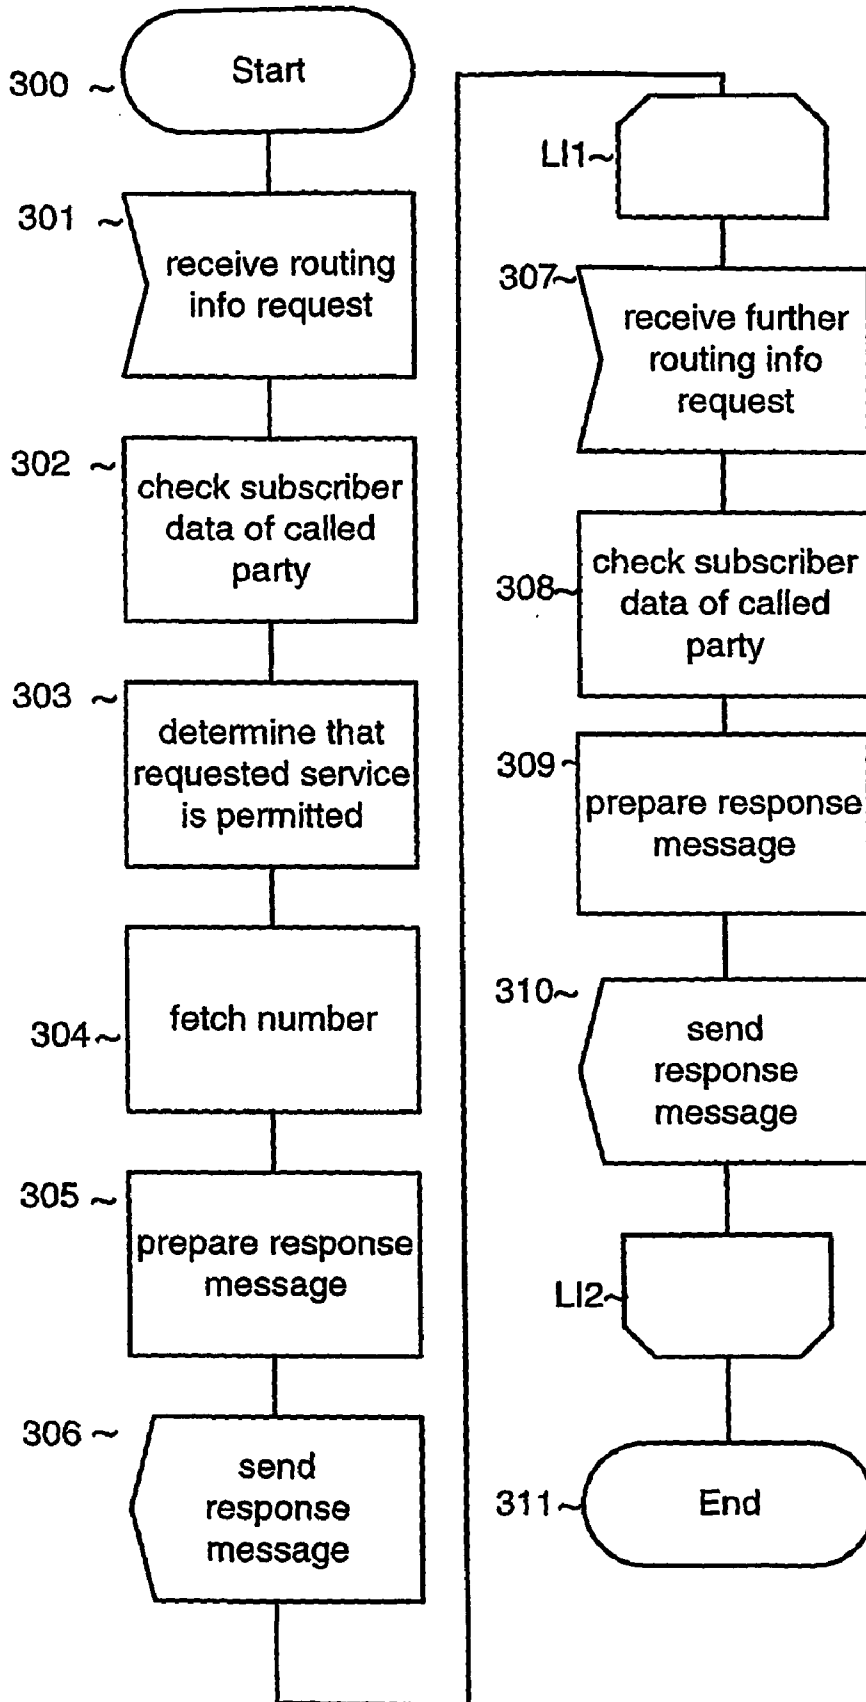 300 ~
Start
301 ~
receive routing
info request
302 ~
check subscriber
data of called
party
303 ~
determine that
requested service
is permitted
304~
fetch number
305 ~
prepare response
message
306 ~
send
response
message
LI1~
307~
receive further
routing info
request
308~
check subscriber
data of called
party
309~
prepare response
message
310~
send
response
message
LI2~
311~
End